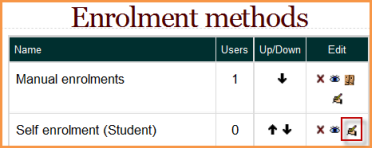 Enrolment methods
Name Users Up/Down Edit
Manual enrolments 1
Self enrolment (Student) 0